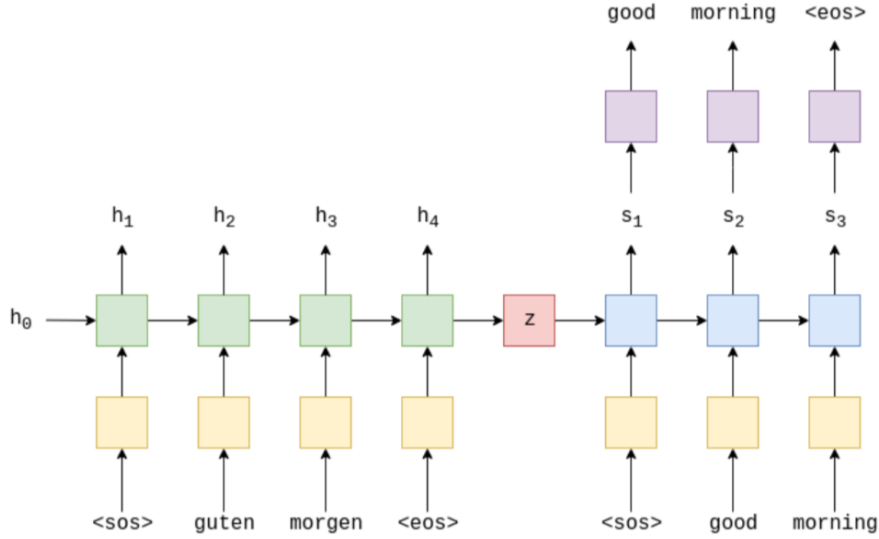 good morning <eos>
h₁ h₂ h₃ h₄ s₁ s₂ s₃
h₀ z
<sos> guten morgen <eos> <sos> good morning